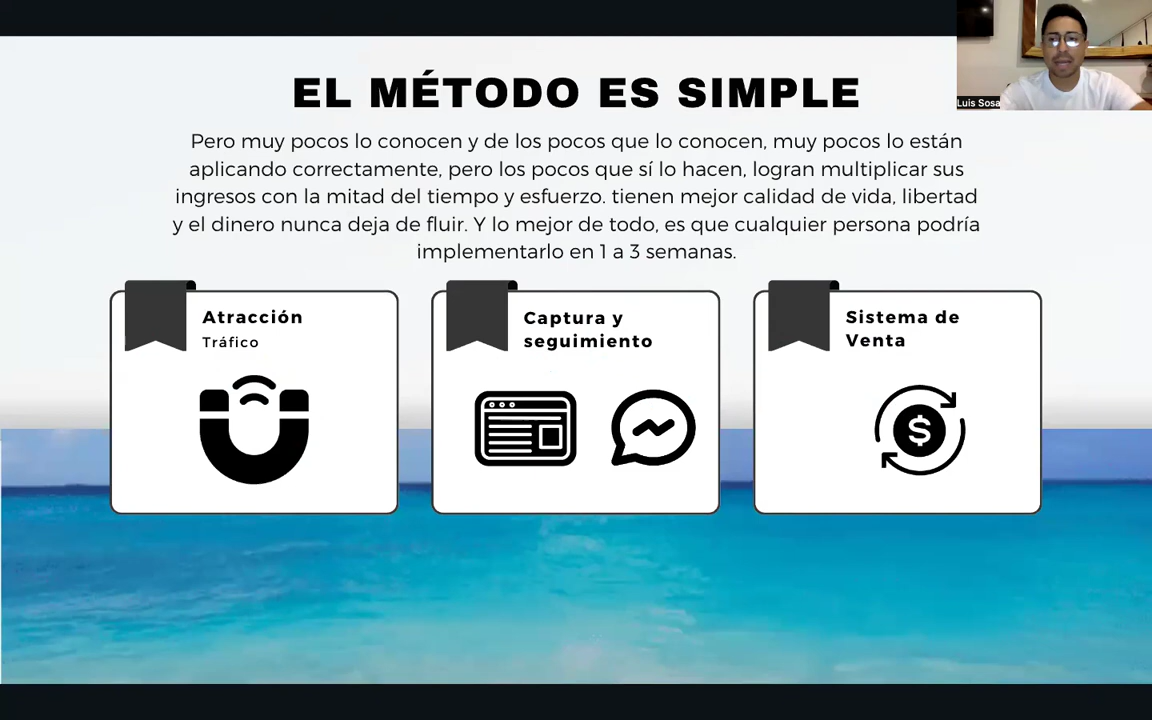 EL MÉTODO ES SIMPLE
Pero muy pocos lo conocen y de los pocos que lo conocen, muy pocos lo están
aplicando correctamente, pero los pocos que sí lo hacen, logran multiplicar sus
ingresos con la mitad del tiempo y esfuerzo. tienen mejor calidad de vida, libertad
y el dinero nunca deja de fluir. Y lo mejor de todo, es que cualquier persona podría
implementarlo en 1 a 3 semanas.
Atracción
Tráfico
Captura y
seguimiento
Sistema de
Venta
$
Luis Sosa